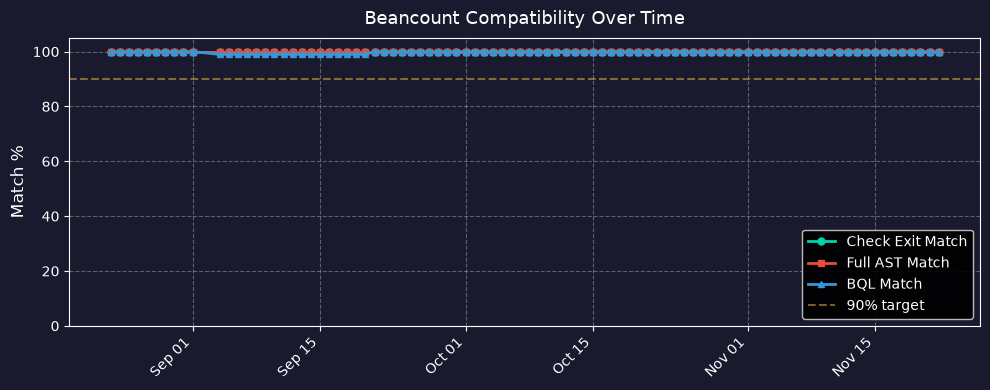 Beancount Compatibility Over Time
Match %
100
80
60
40
20
0
Sep 01
Sep 15
Oct 01
Oct 15
Nov 01
Nov 15
Check Exit Match
Full AST Match
BQL Match
90% target